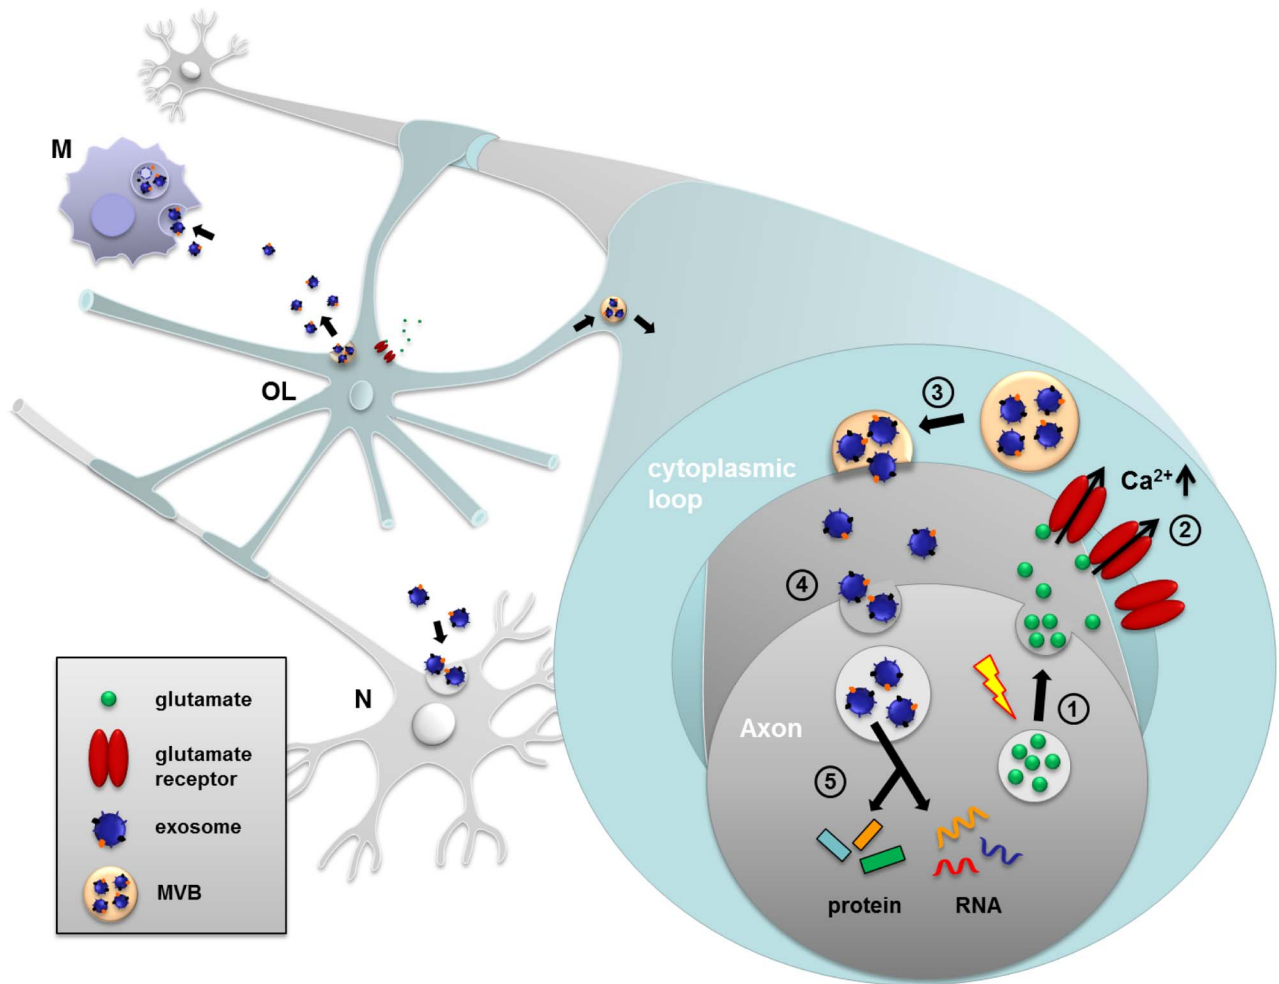 M
OL
N
cytoplasmic
loop
③
Ca²⁺
②
④
①
Axon
⑤
protein
RNA
glutamate
glutamate
receptor
exosome
MVB